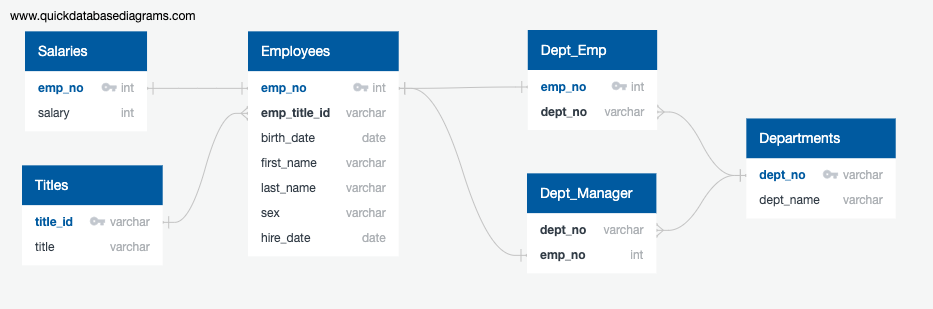 www.quickdatabasediagrams.com
Salaries
emp_no int
salary int
Employees
emp_no int
emp_title_id varchar
birth_date date
first_name varchar
last_name varchar
sex varchar
hire_date date
Dept_Emp
emp_no int
dept_no varchar
Departments
dept_no varchar
dept_name varchar
Titles
title_id varchar
title varchar
Dept_Manager
dept_no varchar
emp_no int